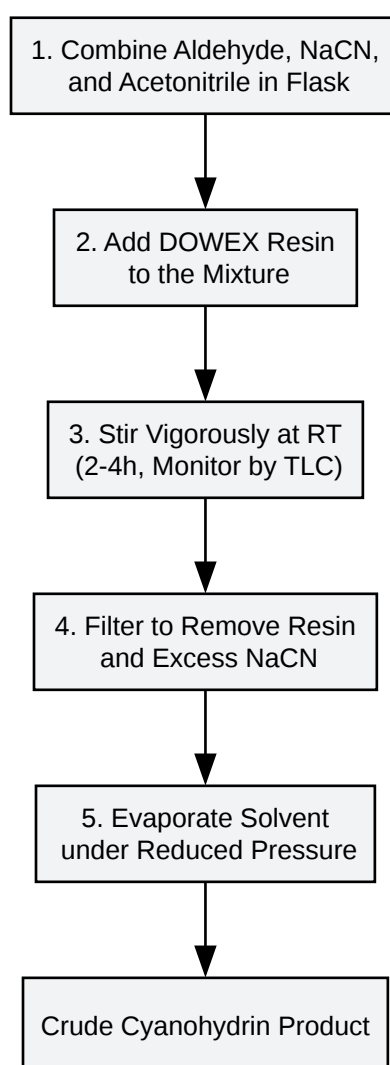 1. Combine Aldehyde, NaCN,
and Acetonitrile in Flask
2. Add DOWEX Resin
to the Mixture
3. Stir Vigorously at RT
(2-4h, Monitor by TLC)
4. Filter to Remove Resin
and Excess NaCN
5. Evaporate Solvent
under Reduced Pressure
Crude Cyanohydrin Product